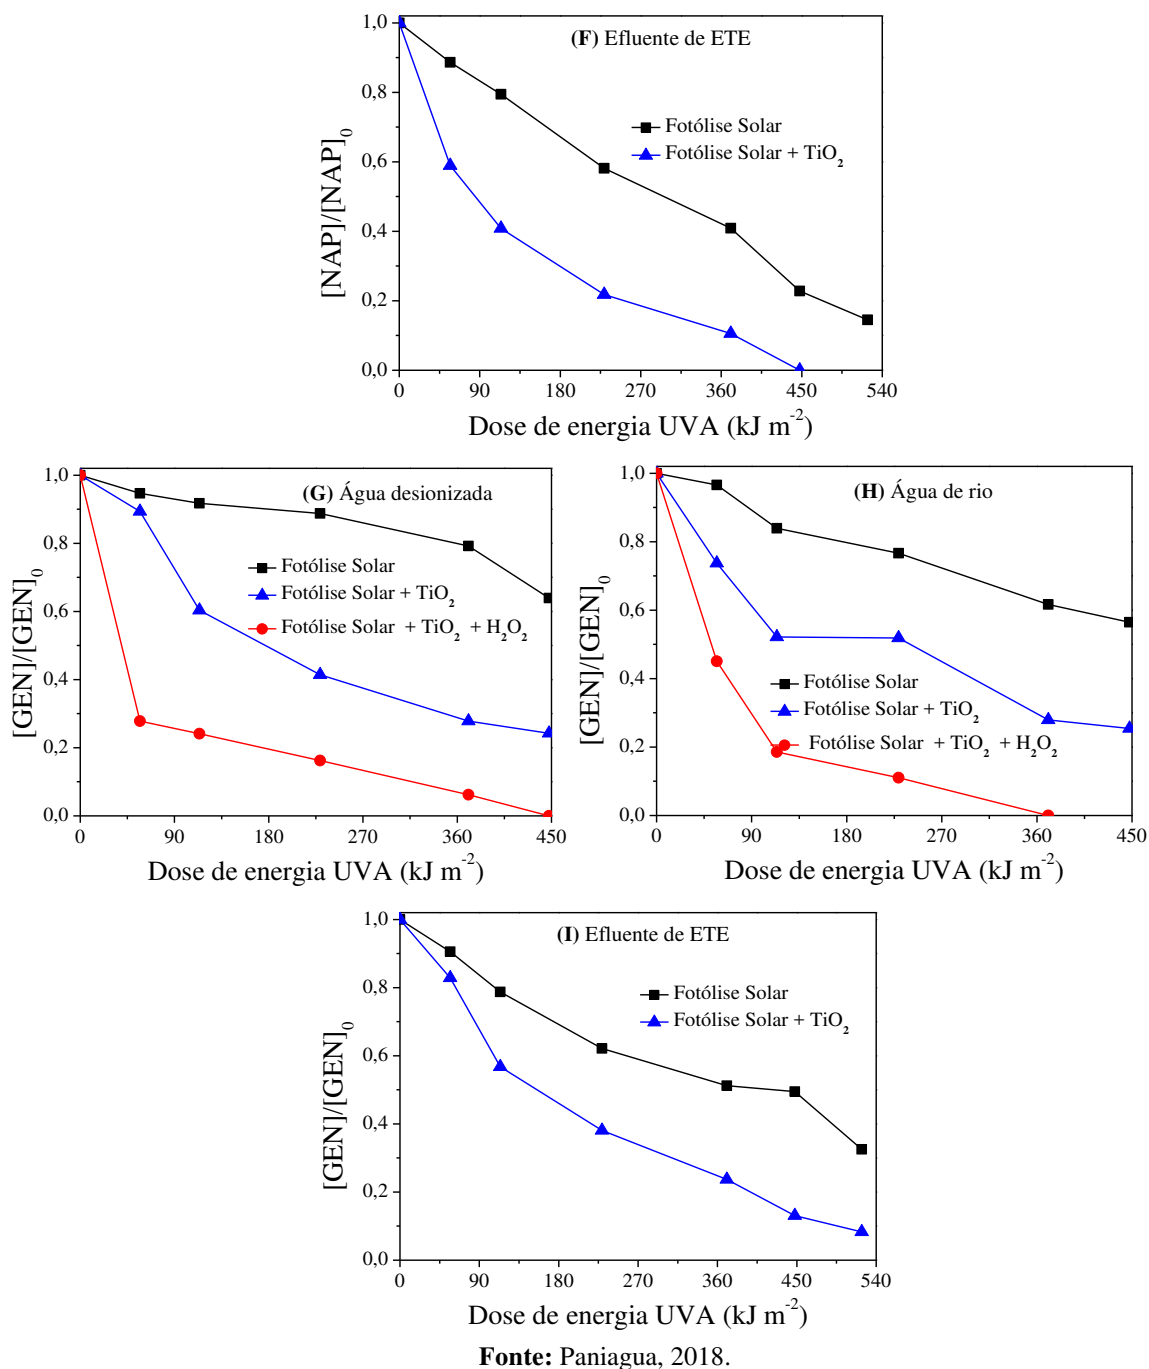 1,0
0,8
0,6
0,4
0,2
0,0
[NAP]/[NAP]0
(F) Efluente de ETE
Fotólise Solar
Fotólise Solar + TiO2
0 90 180 270 360 450 540
Dose de energia UVA (kJ m-2)
1,0
0,8
0,6
0,4
0,2
0,0
[GEN]/[GEN]0
(G) Água desionizada
Fotólise Solar
Fotólise Solar + TiO2
Fotólise Solar + TiO2 + H2O2
0 90 180 270 360 450
Dose de energia UVA (kJ m-2)
1,0
0,8
0,6
0,4
0,2
0,0
[GEN]/[GEN]0
(H) Água de rio
Fotólise Solar
Fotólise Solar + TiO2
Fotólise Solar + TiO2 + H2O2
0 90 180 270 360 450
Dose de energia UVA (kJ m-2)
1,0
0,8
0,6
0,4
0,2
0,0
[GEN]/[GEN]0
(I) Efluente de ETE
Fotólise Solar
Fotólise Solar + TiO2
0 90 180 270 360 450 540
Dose de energia UVA (kJ m-2)
Fonte: Paniagua, 2018.